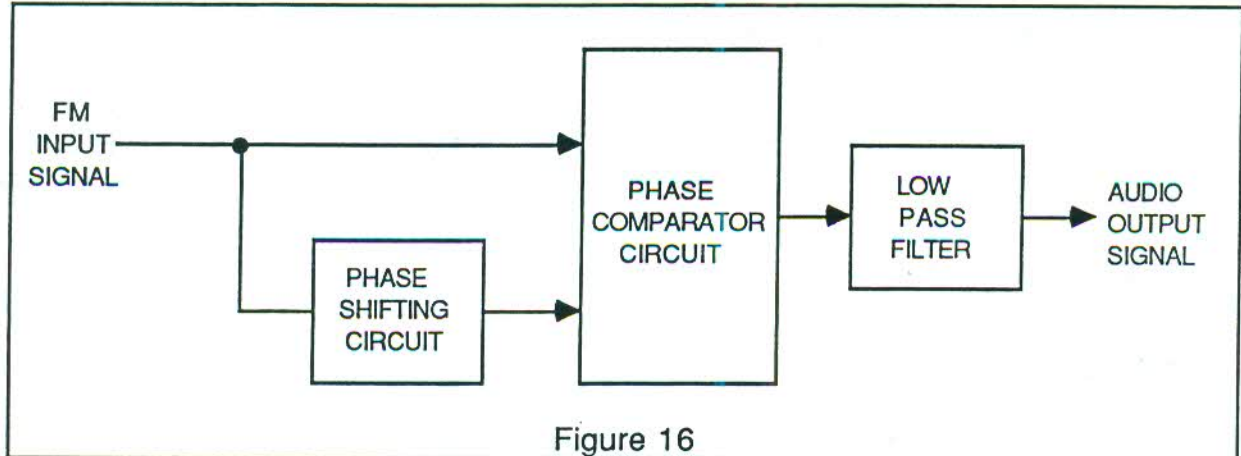 FM
INPUT
SIGNAL
PHASE
SHIFTING
CIRCUIT
PHASE
COMPARATOR
CIRCUIT
LOW
PASS
FILTER
AUDIO
OUTPUT
SIGNAL
Figure 16